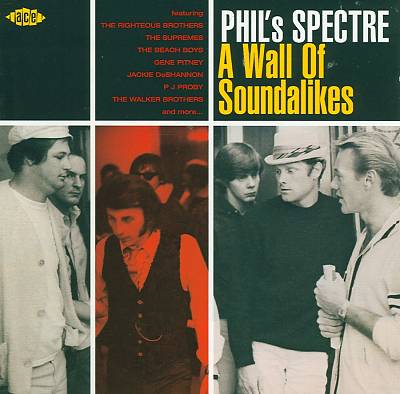 ace
featuring
THE RIGHTEOUS BROTHERS
THE SUPREMES
THE BEACH BOYS
GENE PITNEY
JACKIE DeSHANNON
P J PROBY
THE WALKER BROTHERS
and more...
PHIL's SPECTRE
A Wall Of
Soundalikes